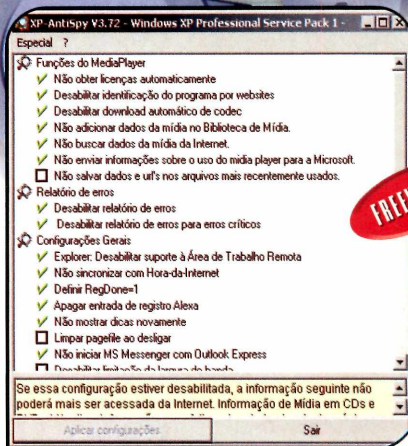 XP-AntiSpy V3.72 - Windows XP Professional Service Pack 1 -
Especial ?
Funções do MediaPlayer
Não obter licenças automaticamente
Desabilitar identificação do programa por websites
Desabilitar download automático de codec
Não adicionar dados da mídia no Biblioteca de Mídia.
Não buscar dados da mídia da Internet.
Não enviar informações sobre o uso do midia player para a Microsoft.
Não salvar dados e url's nos arquivos mais recentemente usados.
FREE
Relatório de erros
Desabilitar relatório de erros
Desabilitar relatório de erros para erros críticos
Configurações Gerais
Explorer: Desabilitar suporte à Área de Trabalho Remota
Não sincronizar com Hora-da-Internet
Definir RegDone=1
Apagar entrada de registro Alexa
Não mostrar dicas novamente
Limpar pagefile ao desligar
Não iniciar MS Messenger com Outlook Express
Desabilitar limitação da largura de banda
Se essa configuração estiver desabilitada, a informação seguinte não
poderá mais ser acessada da Internet. Informação de Mídia em CDs e
Aplicar configurações
Sair